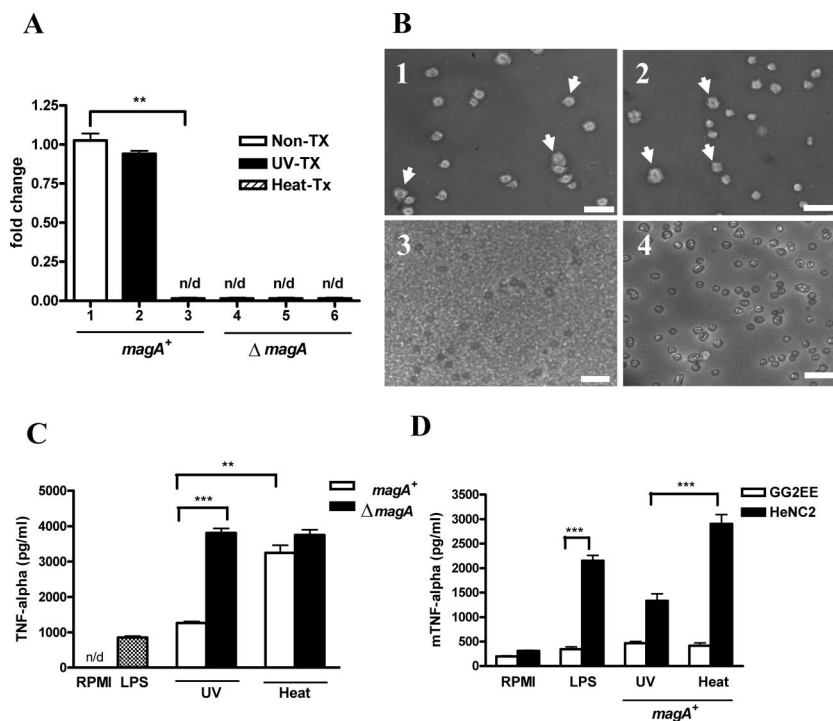 A
fold change
1.25
1.00
0.75
0.50
0.25
0.00
**
Non-TX
UV-TX
Heat-Tx
n/d n/d n/d n/d
1 2 3 4 5 6
magA+ Δ magA
B
1
2
3
4
C
TNF-alpha (pg/ml)
5000
4000
3000
2000
1000
0
**
***
magA+
Δ magA
n/d
RPMI LPS UV Heat
D
mTNF-alpha (pg/ml)
3500
3000
2500
2000
1500
1000
500
0
***
***
GG2EE
HeNC2
RPMI LPS UV Heat
magA+